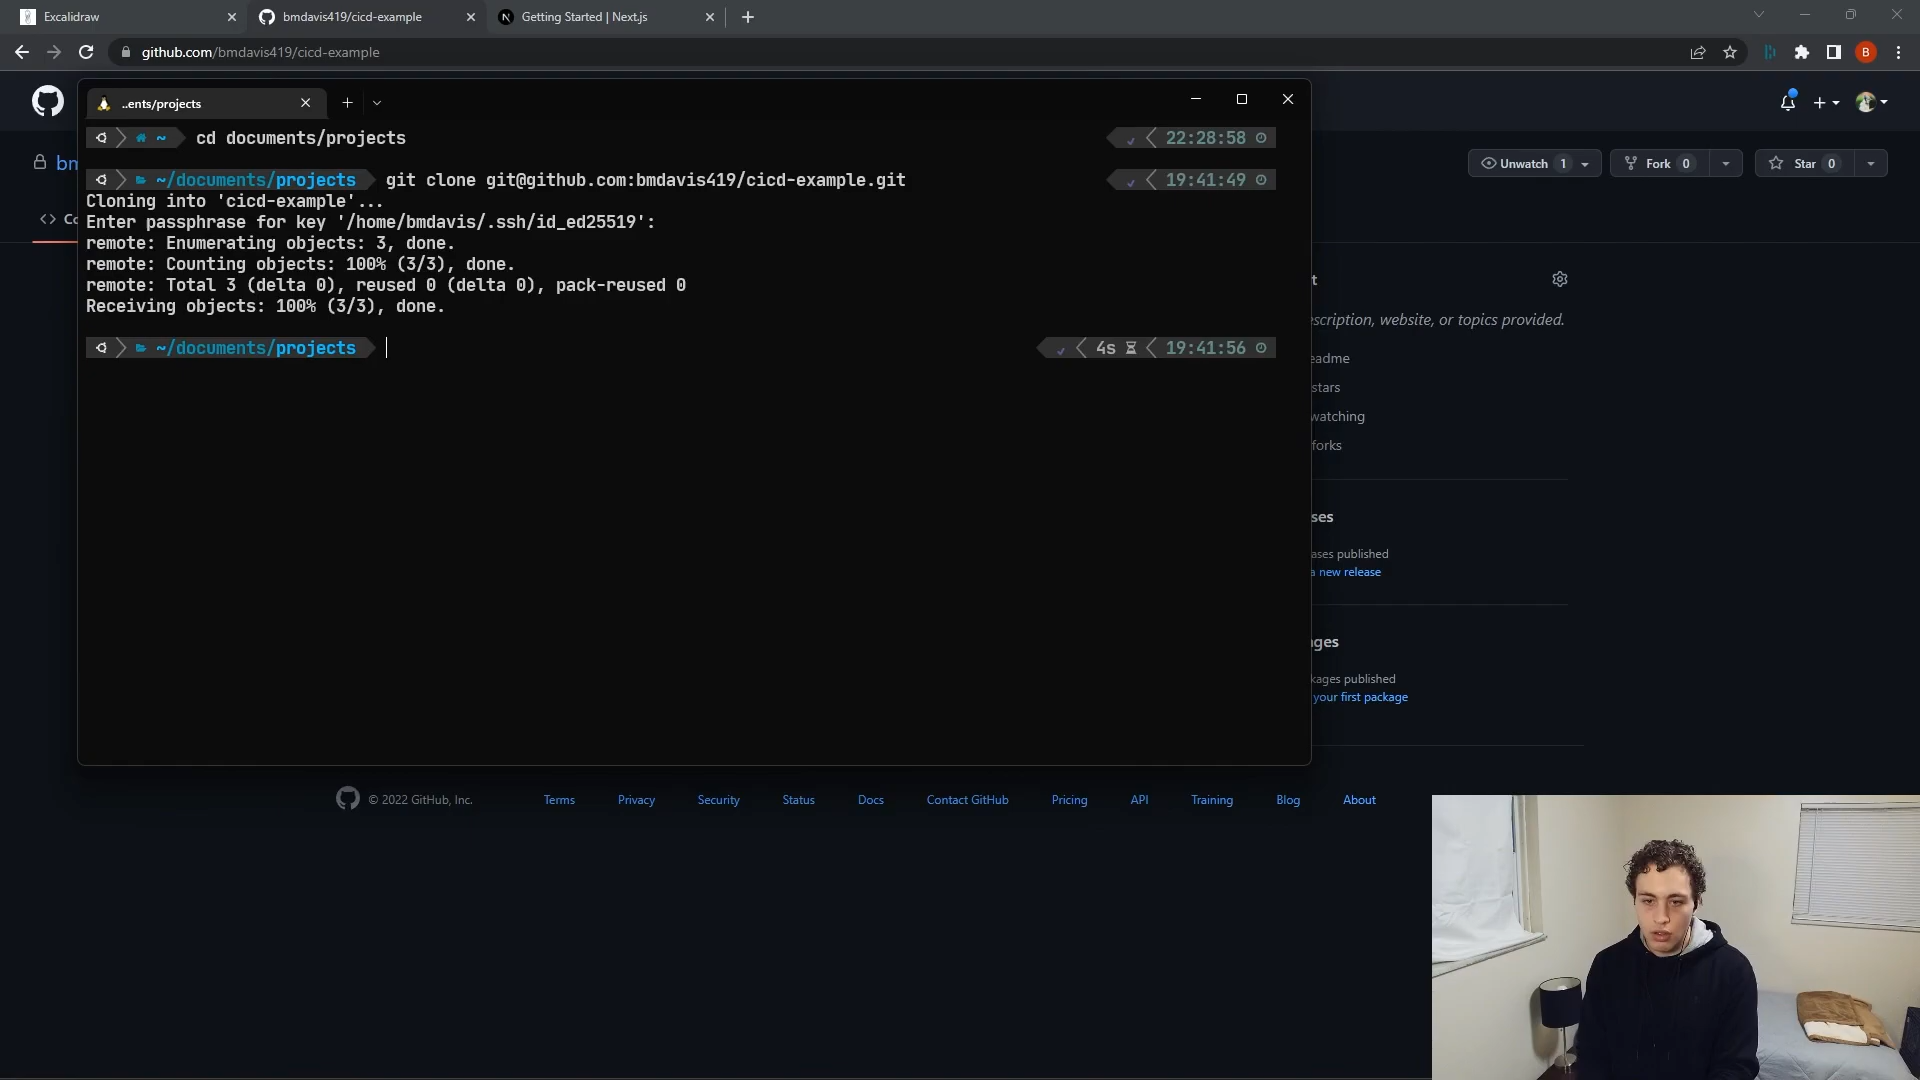 Excalidraw
bmdavis419/cicd-example
Getting Started | Next.js
github.com/bmdavis419/cicd-example
B
..ents/projects
~ cd documents/projects 22:28:58
bm
Unwatch 1
Fork 0
Star 0
~/documents/projects git clone git@github.com:bmdavis419/cicd-example.git 19:41:49
Cloning into 'cicd-example'...
Enter passphrase for key '/home/bmdavis/.ssh/id_ed25519':
<> Co
remote: Enumerating objects: 3, done.
remote: Counting objects: 100% (3/3), done.
remote: Total 3 (delta 0), reused 0 (delta 0), pack-reused 0
Receiving objects: 100% (3/3), done.
~/documents/projects 4s 19:41:56
t
scription, website, or topics provided.
eadme
stars
watching
forks
ses
ases published
a new release
ges
kages published
your first package
© 2022 GitHub, Inc. Terms Privacy Security Status Docs Contact GitHub Pricing API Training Blog About